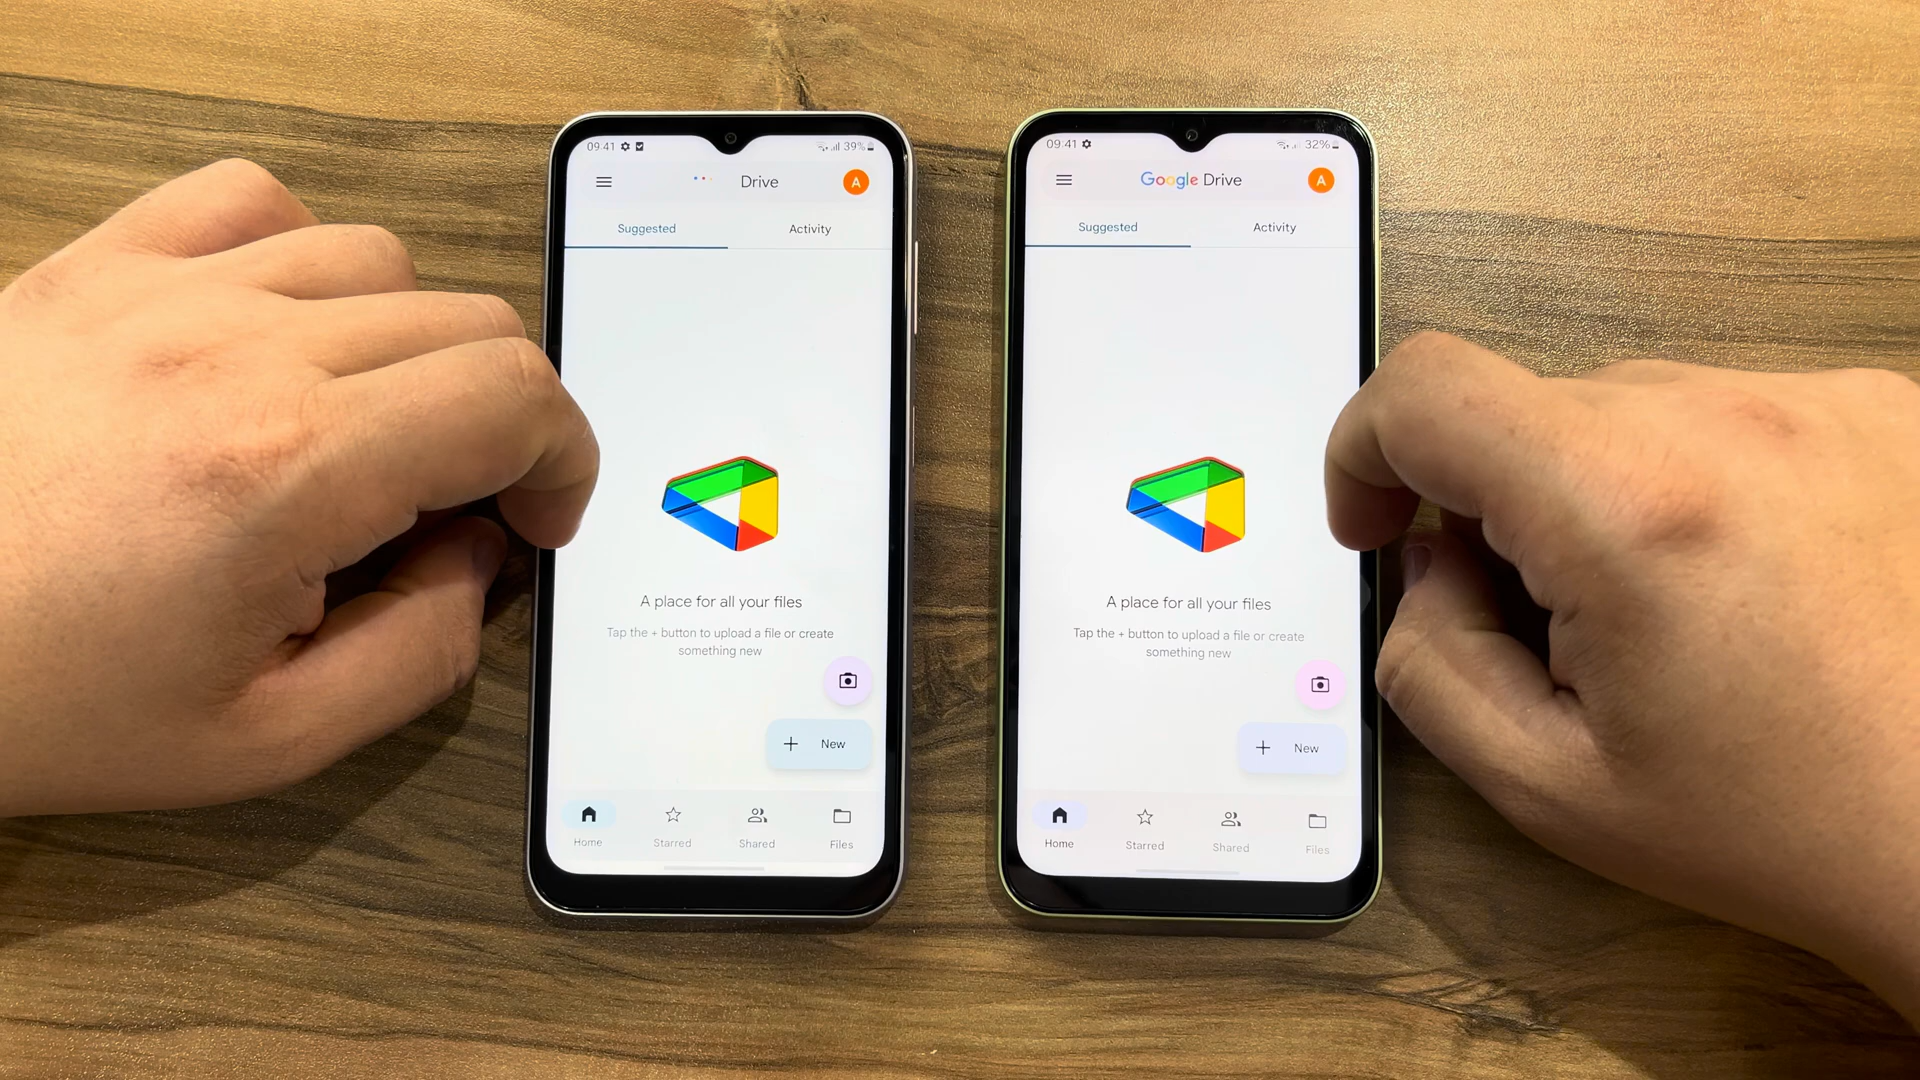 09:41 39%
Drive A
Suggested Activity
A place for all your files
Tap the + button to upload a file or create
something new
+ New
Home Starred Shared Files
09:41 32%
Google Drive A
Suggested Activity
A place for all your files
Tap the + button to upload a file or create
something new
+ New
Home Starred Shared Files